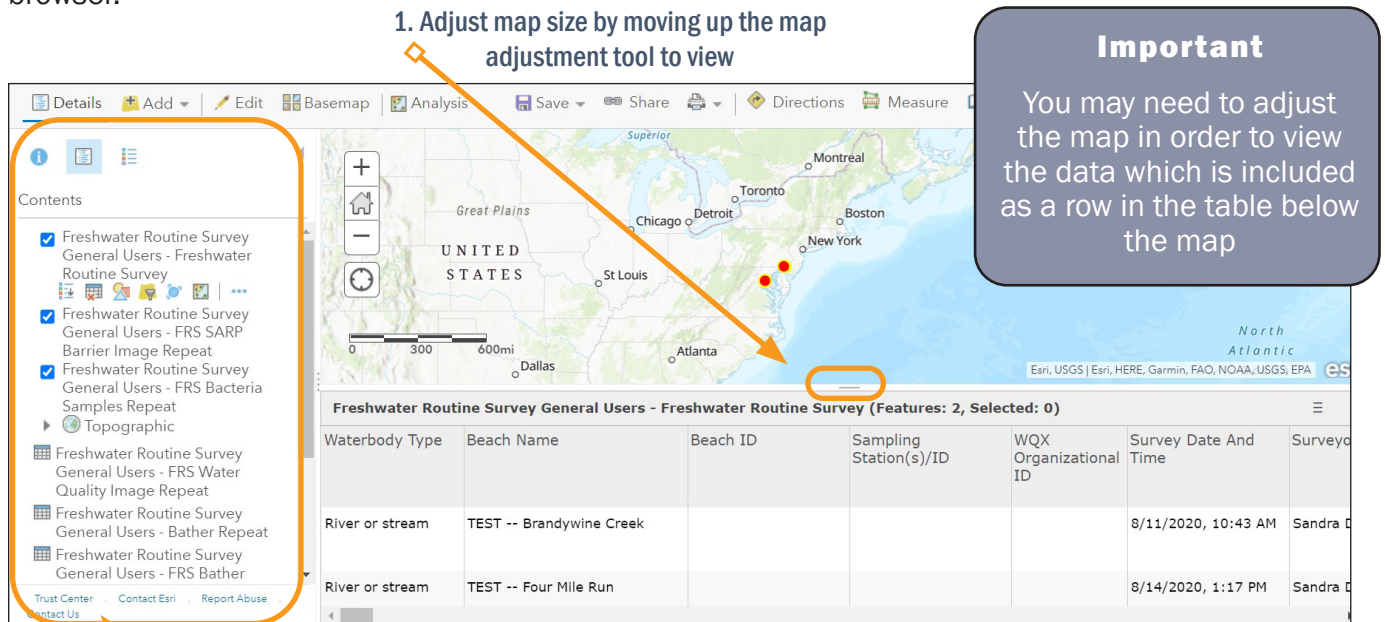 browser.
1. Adjust map size by moving up the map
adjustment tool to view
Important
You may need to adjust
the map in order to view
the data which is included
as a row in the table below
the map
Details Add Edit Basemap Analysis Save Share Directions Measure
Contents
Freshwater Routine Survey
General Users - Freshwater
Routine Survey
Freshwater Routine Survey
General Users - FRS SARP
Barrier Image Repeat
Freshwater Routine Survey
General Users - FRS Bacteria
Samples Repeat
Topographic
Freshwater Routine Survey
General Users - FRS Water
Quality Image Repeat
Freshwater Routine Survey
General Users - Bather Repeat
Freshwater Routine Survey
General Users - FRS Bather
Trust Center . Contact Esri . Report Abuse .
Contact Us
Superior
Montreal
Toronto
Great Plains
Chicago
Detroit
Boston
New York
UNITED
STATES
St Louis
0 300 600mi
Atlanta
Dallas
North
Atlantic
Esri, USGS | Esri, HERE, Garmin, FAO, NOAA, USGS, EPA
es
Freshwater Routine Survey General Users - Freshwater Routine Survey (Features: 2, Selected: 0)
Waterbody Type Beach Name Beach ID Sampling Station(s)/ID WQX Organizational ID Survey Date And Time Surveyo
River or stream TEST -- Brandywine Creek 8/11/2020, 10:43 AM Sandra D
River or stream TEST -- Four Mile Run 8/14/2020, 1:17 PM Sandra D